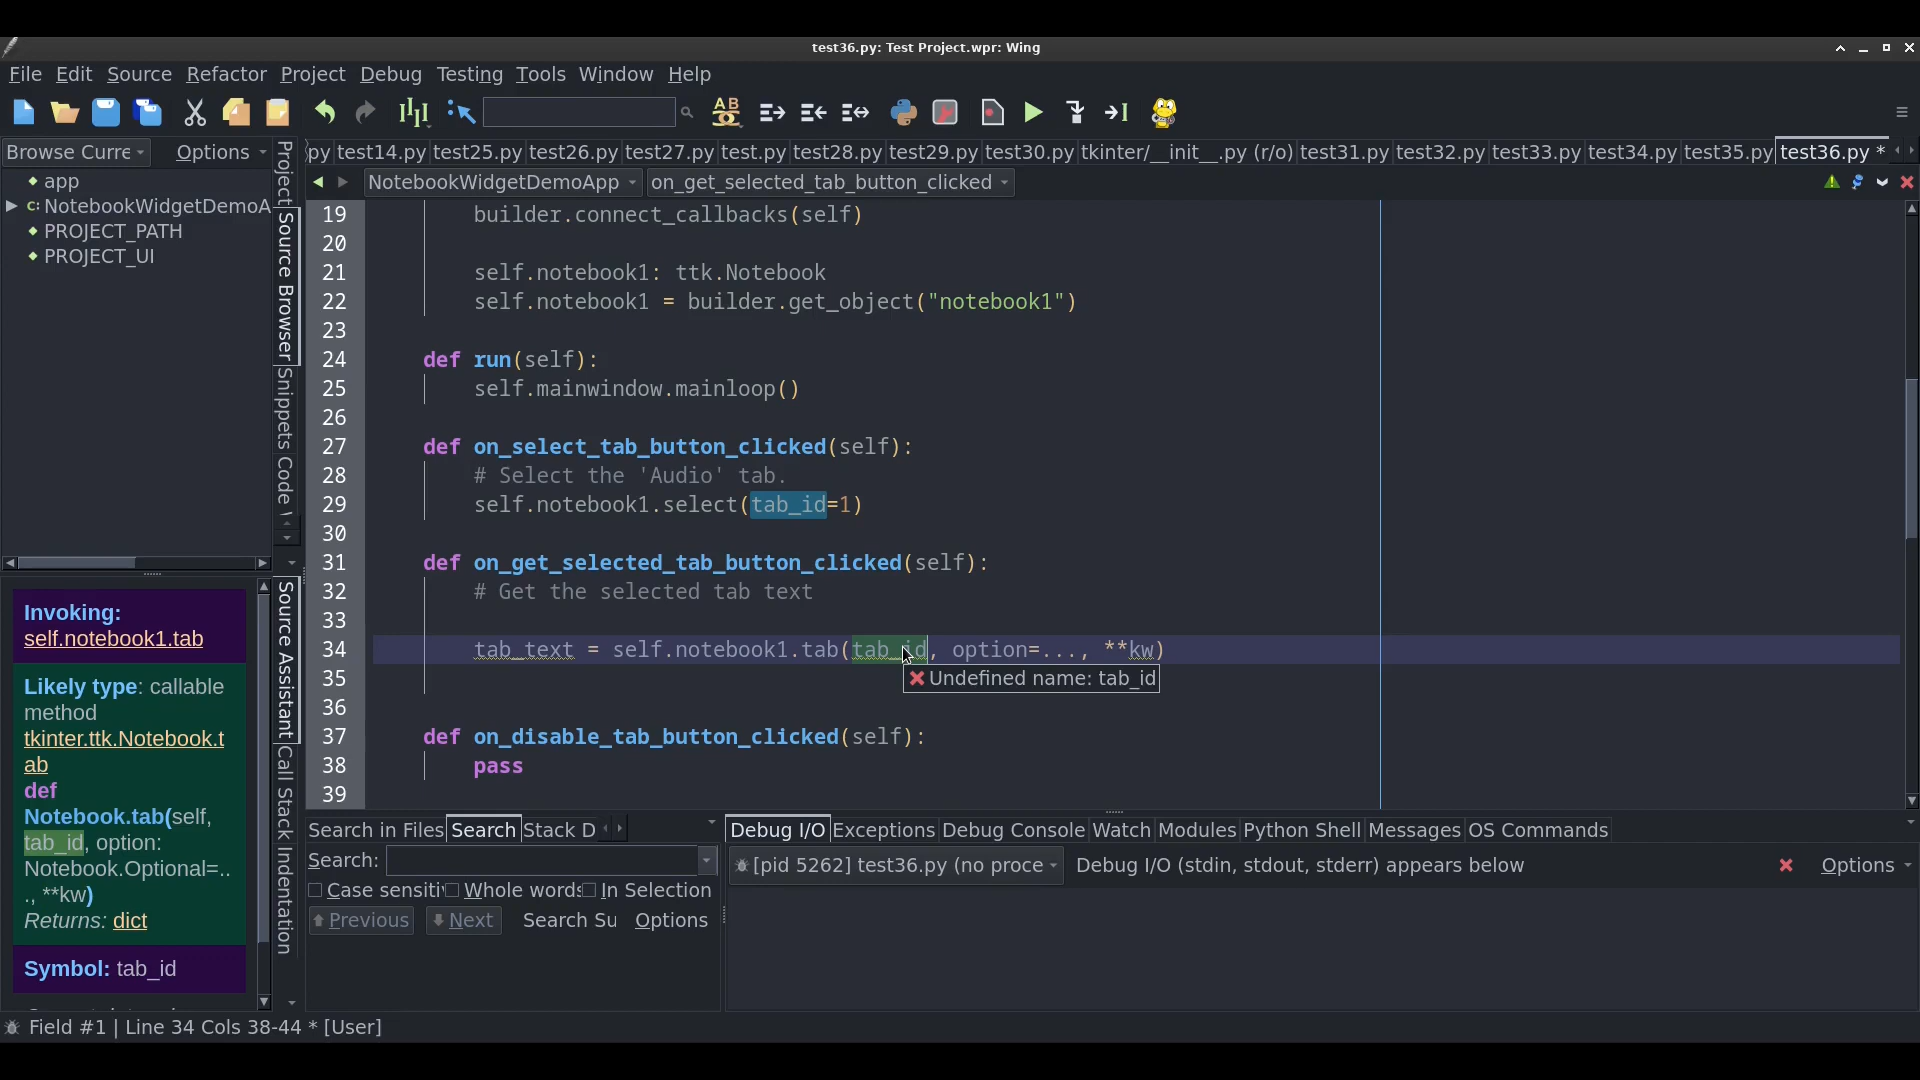 test36.py: Test Project.wpr: Wing
File Edit Source Refactor Project Debug Testing Tools Window Help
Browse Curre Options
py test14.py test25.py test26.py test27.py test.py test28.py test29.py test30.py tkinter/__init__.py (r/o) test31.py test32.py test33.py test34.py test35.py test36.py *
NotebookWidgetDemoApp on_get_selected_tab_button_clicked
app
C: NotebookWidgetDemoA
PROJECT_PATH
PROJECT_UI
Project
Source Browser
Snippets
Code
19 builder.connect_callbacks(self)
20
21 self.notebook1: ttk.Notebook
22 self.notebook1 = builder.get_object("notebook1")
23
24 def run(self):
25 self.mainwindow.mainloop()
26
27 def on_select_tab_button_clicked(self):
28 # Select the 'Audio' tab.
29 self.notebook1.select(tab_id=1)
30
31 def on_get_selected_tab_button_clicked(self):
32 # Get the selected tab text
33
34 tab_text = self.notebook1.tab(tab_id, option=..., **kw)
35
Undefined name: tab_id
36
37 def on_disable_tab_button_clicked(self):
38 pass
39
Invoking:
self.notebook1.tab
Likely type: callable
method
tkinter.ttk.Notebook.t
ab
def
Notebook.tab(self,
tab_id, option:
Notebook.Optional=..
., **kw)
Returns: dict
Symbol: tab_id
Source Assistant
Call Stack
Indentation
Search in Files Search Stack D
Search:
Case sensitiv Whole words In Selection
Previous Next Search Su Options
Debug I/O Exceptions Debug Console Watch Modules Python Shell Messages OS Commands
[pid 5262] test36.py (no proce Debug I/O (stdin, stdout, stderr) appears below Options
Field #1 | Line 34 Cols 38-44 * [User]